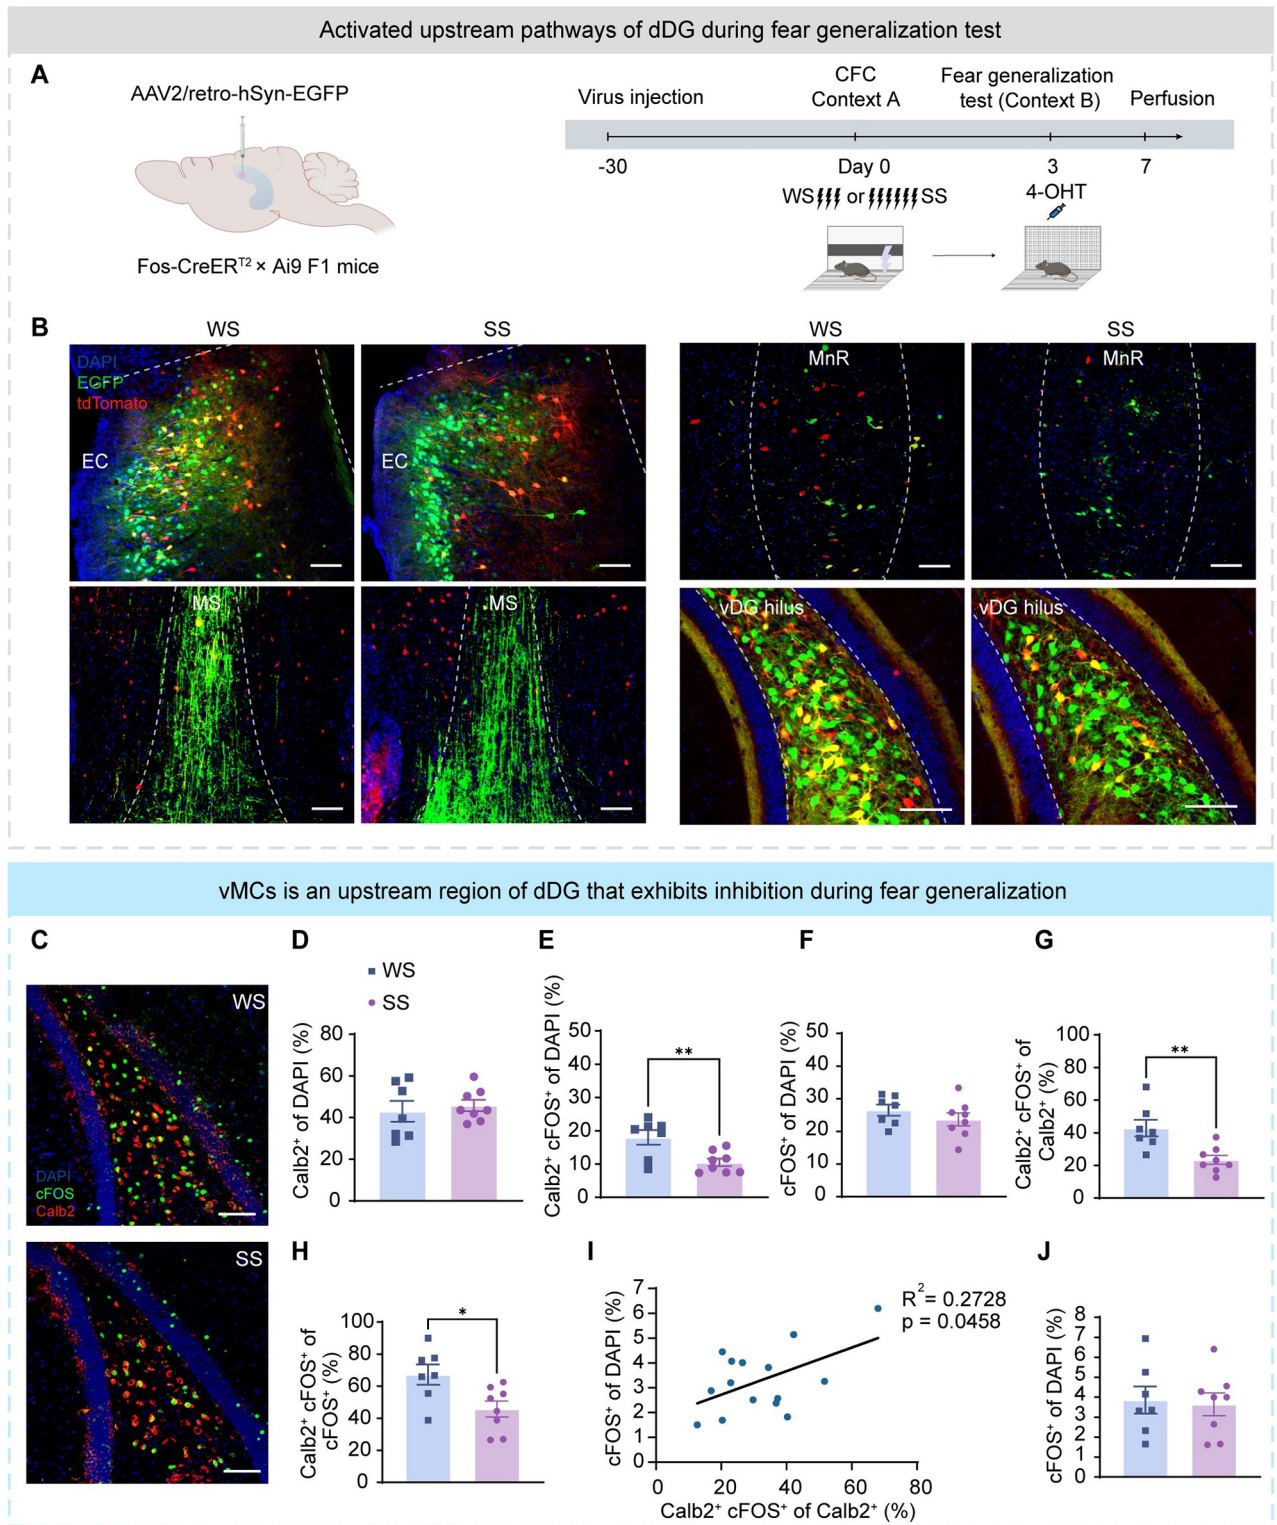 Activated upstream pathways of dDG during fear generalization test
A
AAV2/retro-hSyn-EGFP
Fos-CreERᵀ² × Ai9 F1 mice
Virus injection
CFC
Context A
Fear generalization
test (Context B)
Perfusion
-30
Day 0
3
7
WS
or
SS
4-OHT
B
WS
SS
WS
SS
DAPI
EGFP
tdTomato
EC
EC
MnR
MnR
MS
MS
vDG hilus
vDG hilus
vMCs is an upstream region of dDG that exhibits inhibition during fear generalization
C
WS
DAPI
cFOS
Calb2
SS
D
WS
SS
Calb2⁺ of DAPI (%)
80
60
40
20
0
E
Calb2⁺ cFOS⁺ of DAPI (%)
50
40
30
20
10
0
**
F
cFOS⁺ of DAPI (%)
50
40
30
20
10
0
G
Calb2⁺ cFOS⁺ of
Calb2⁺ (%)
100
80
60
40
20
0
**
H
Calb2⁺ cFOS⁺ of
cFOS⁺ (%)
100
80
60
40
20
0
*
I
cFOS⁺ of DAPI (%)
7
6
5
4
3
2
1
0
R²= 0.2728
p = 0.0458
0
20
40
60
80
Calb2⁺ cFOS⁺ of Calb2⁺ (%)
J
cFOS⁺ of DAPI (%)
8
7
6
5
4
3
2
1
0